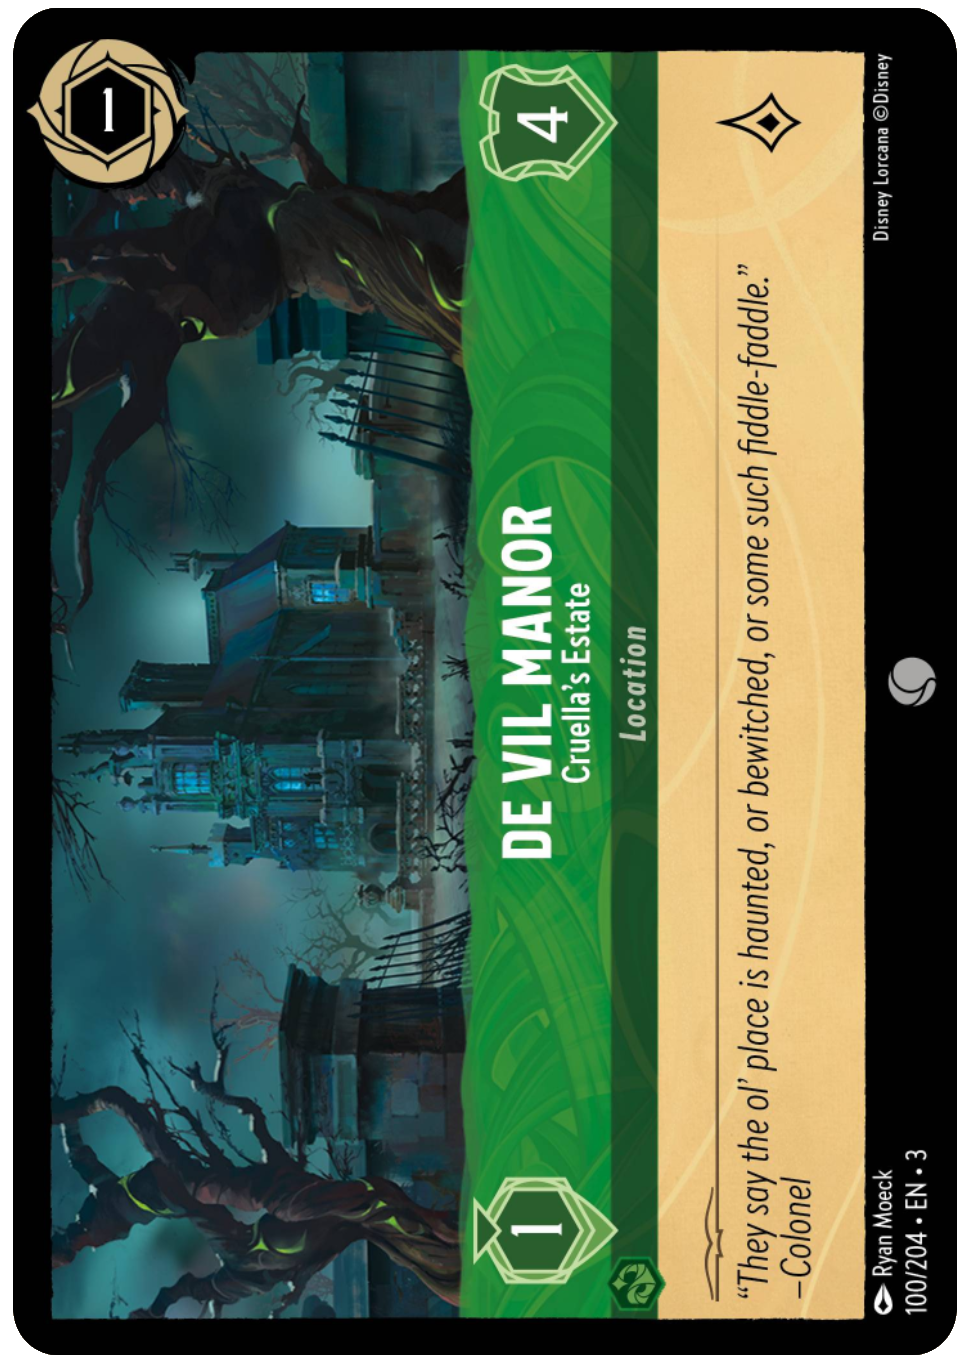 1
DE VIL MANOR
Cruella's Estate
1
4
Location
“They say the ol’ place is haunted, or bewitched, or some such fiddle-faddle.”
–Colonel
Ryan Moeck
100/204 • EN • 3
Disney Lorcana ©Disney